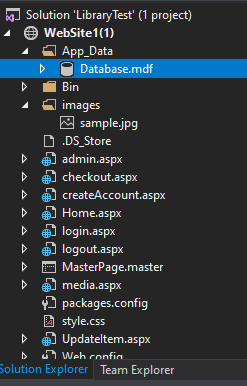 Solution 'LibraryTest' (1 project)
WebSite1(1)
App_Data
Database.mdf
Bin
images
sample.jpg
.DS_Store
admin.aspx
checkout.aspx
createAccount.aspx
Home.aspx
login.aspx
logout.aspx
MasterPage.master
media.aspx
packages.config
style.css
UpdateItem.aspx
Web.config
Solution Explorer Team Explorer